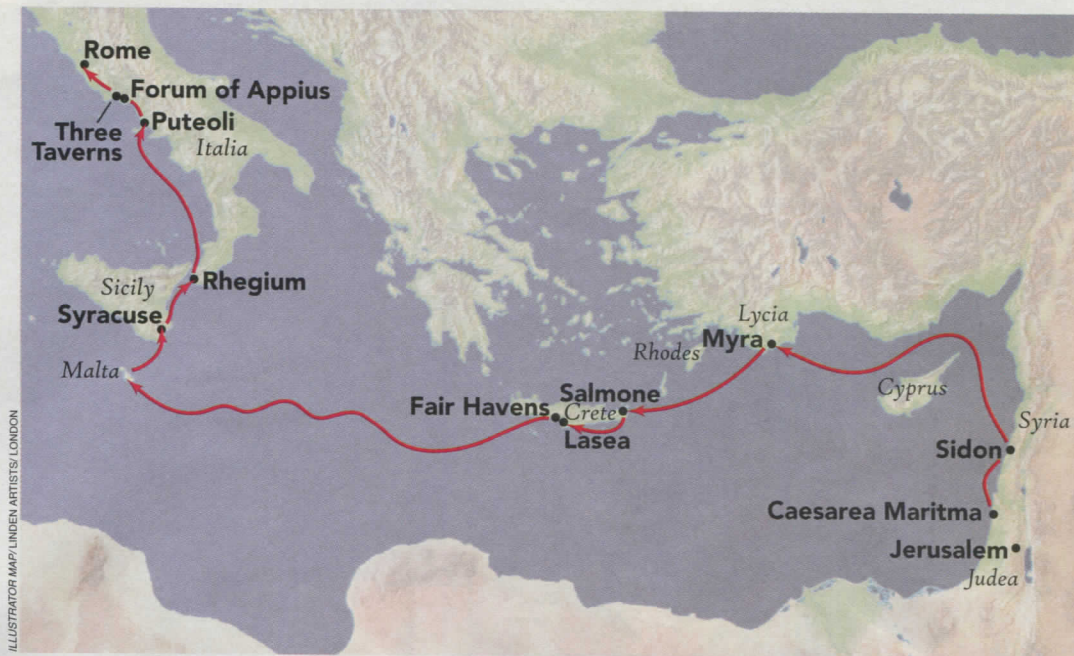 Rome
Forum of Appius
Three
Taverns
Puteoli
Italia
Sicily
Rhegium
Syracuse
Malta
Lycia
Myra
Rhodes
Salmone
Fair Havens
Crete
Lasea
Cyprus
Syria
Sidon
Caesarea Maritma
Jerusalem
Judea
ILLUSTRATOR MAP/ LINDEN ARTISTS/ LONDON